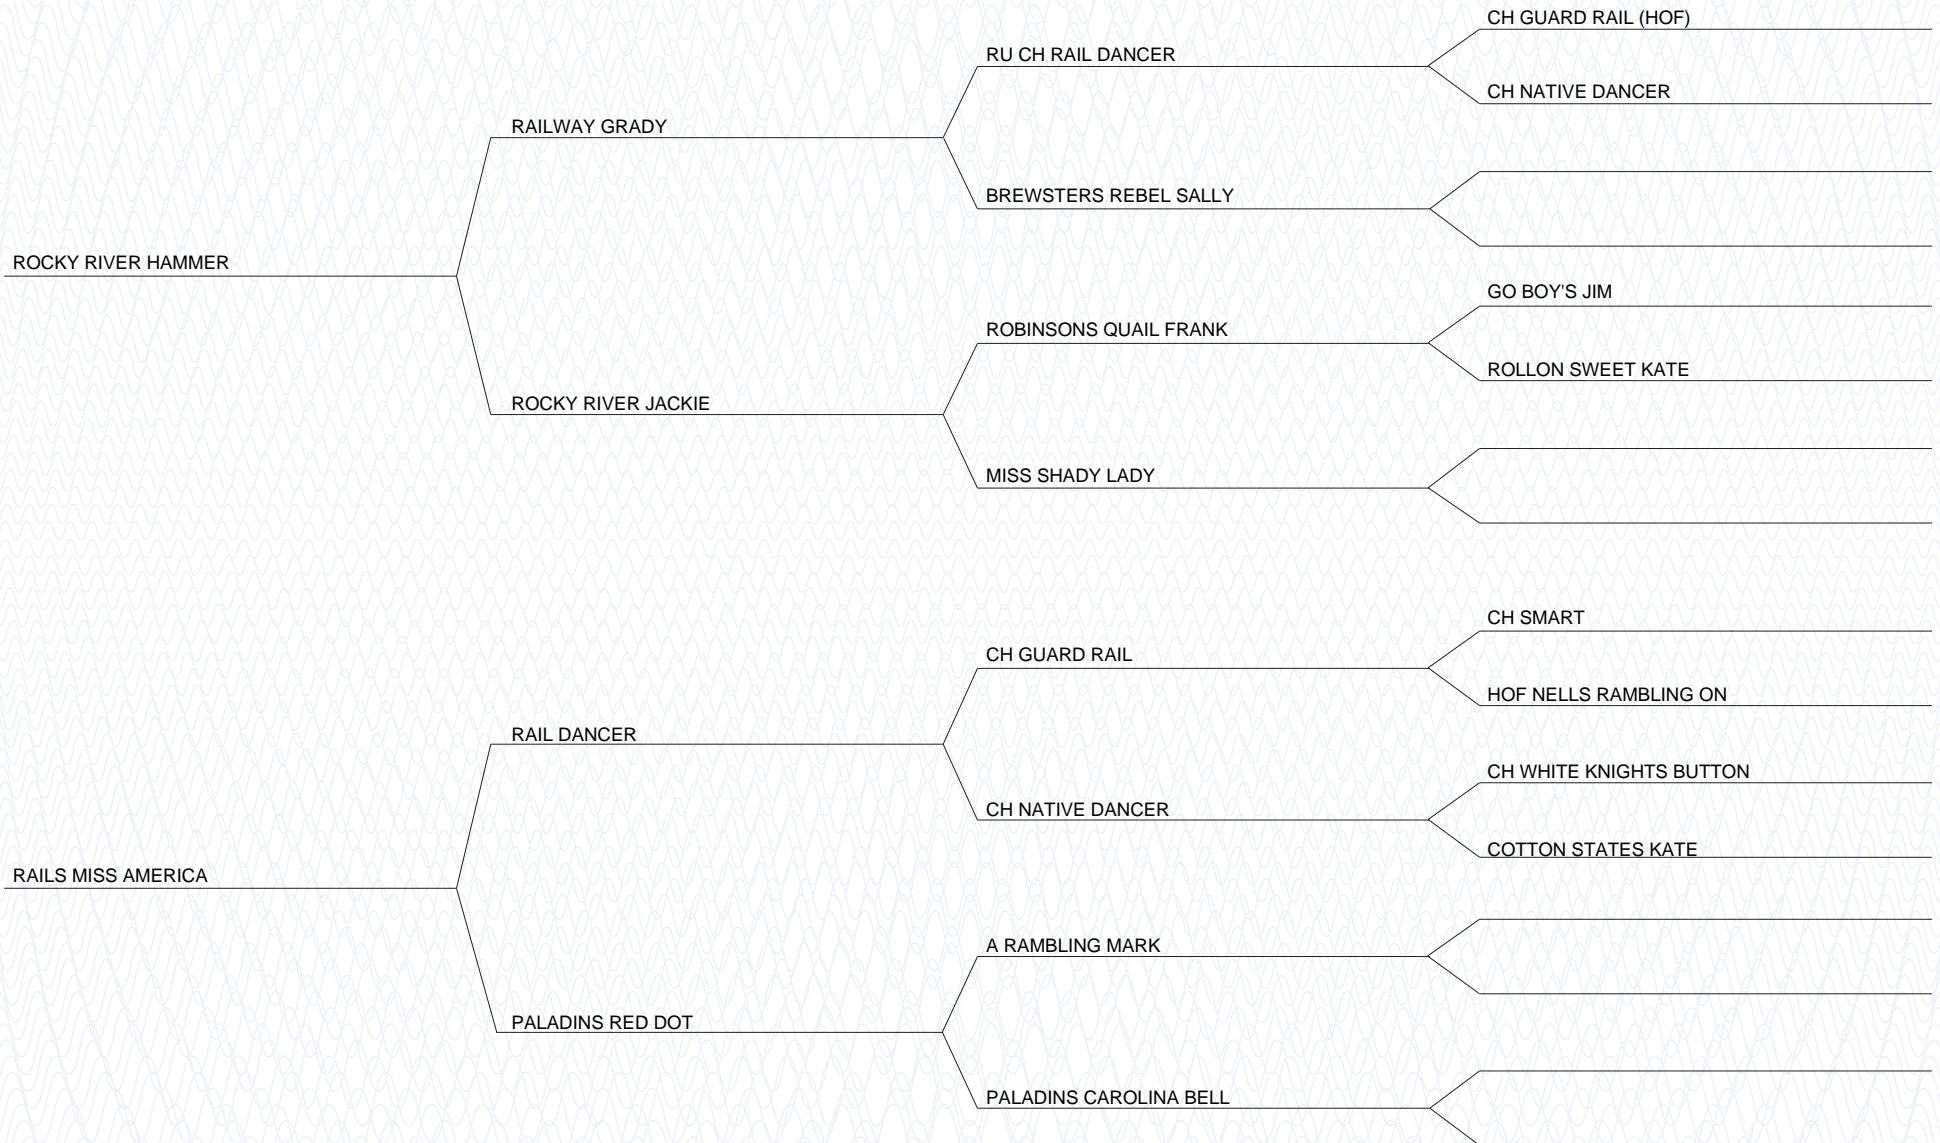 CH GUARD RAIL (HOF)
RU CH RAIL DANCER
CH NATIVE DANCER
RAILWAY GRADY
BREWSTERS REBEL SALLY
ROCKY RIVER HAMMER
GO BOY'S JIM
ROBINSONS QUAIL FRANK
ROLLON SWEET KATE
ROCKY RIVER JACKIE
MISS SHADY LADY
CH SMART
CH GUARD RAIL
HOF NELLS RAMBLING ON
RAIL DANCER
CH WHITE KNIGHTS BUTTON
CH NATIVE DANCER
COTTON STATES KATE
RAILS MISS AMERICA
A RAMBLING MARK
PALADINS RED DOT
PALADINS CAROLINA BELL